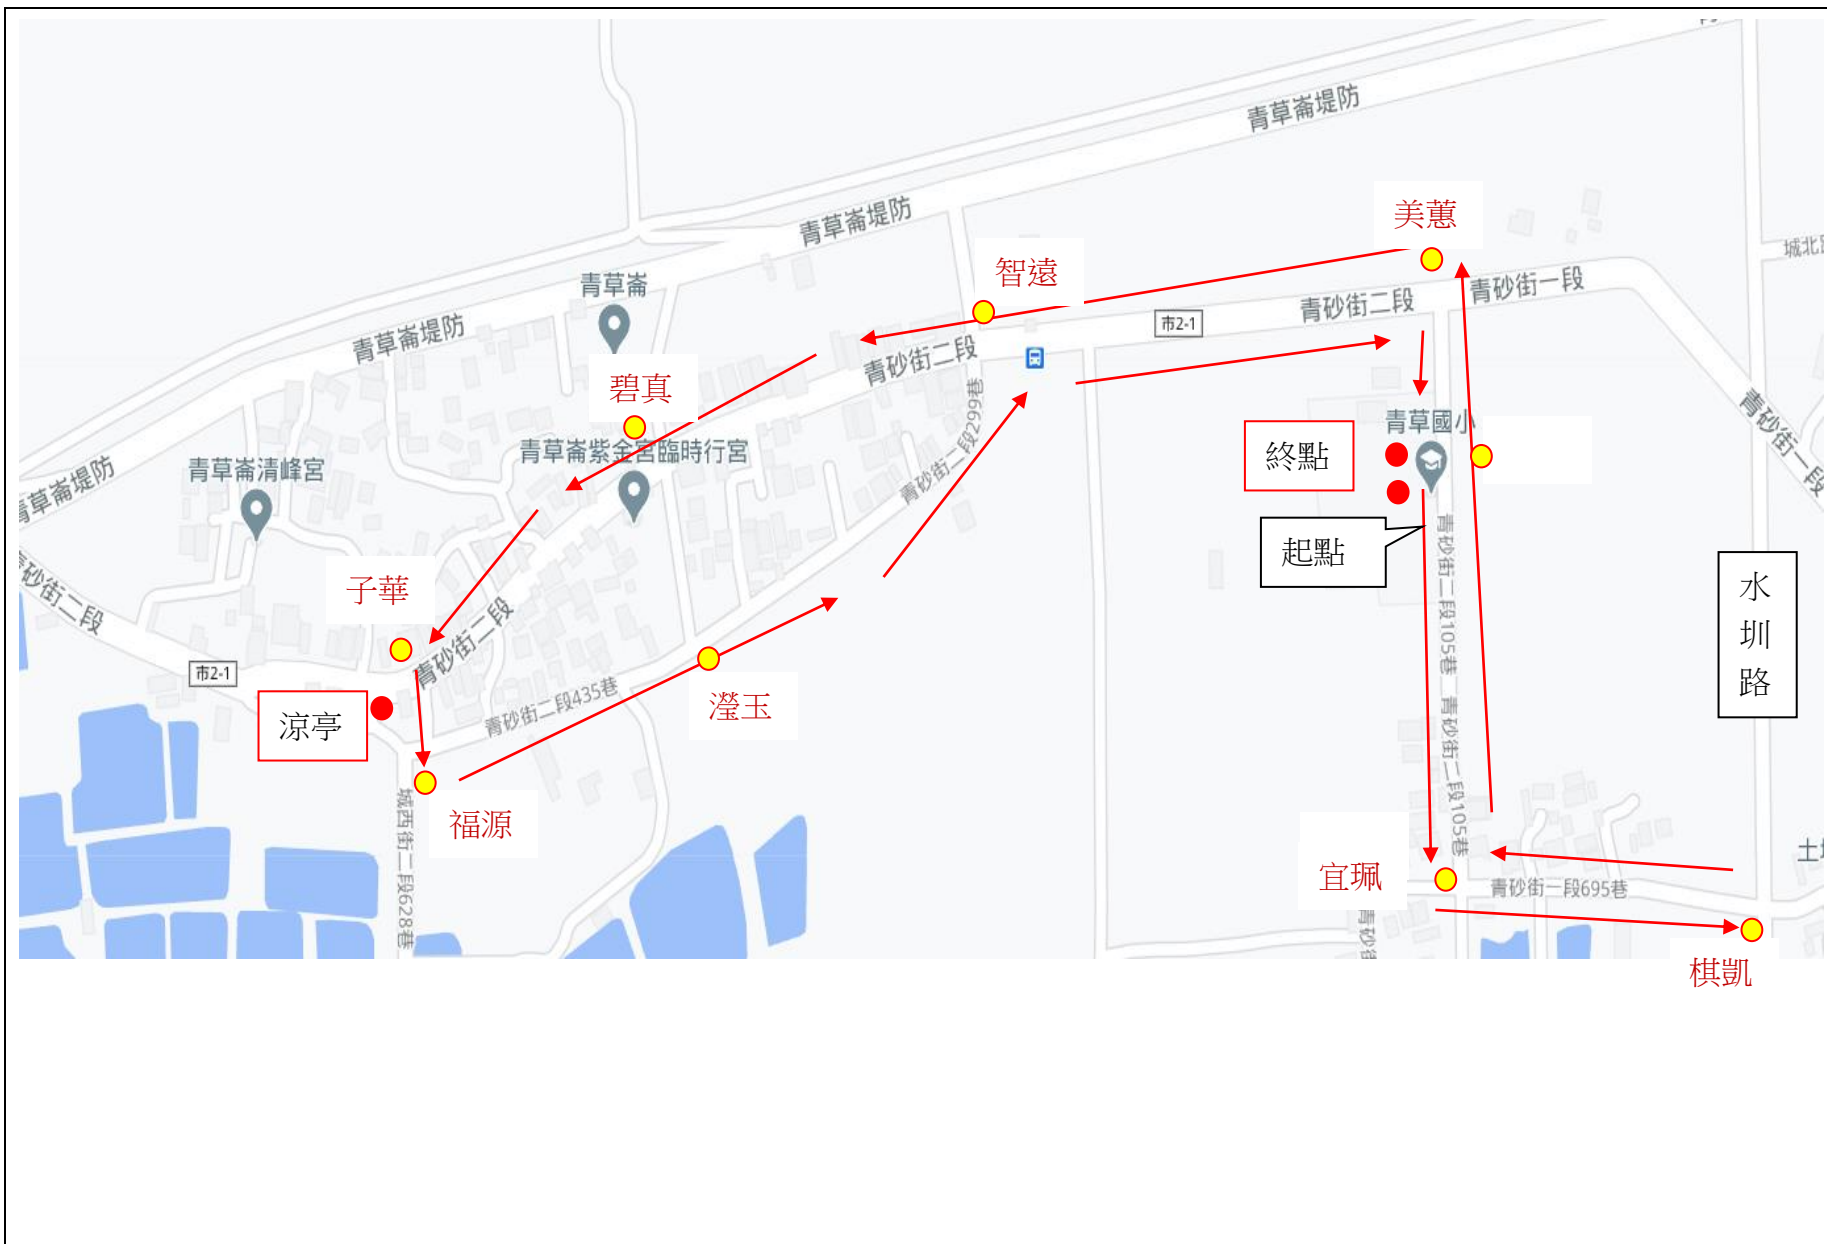 青草崙堤防
美蕙
青草崙堤防
城北
智遠
青草崙
青砂街二段
青砂街一段
市2-1
青草崙堤防
青砂街二段
碧真
青砂街二段299巷
青砂街一段
青草國小
終點
青草崙紫金宮臨時行宮
青草崙清峰宮
青草崙堤防
起點
青砂街二段105巷
水圳路
青砂街二段
子華
青砂街二段
市2-1
青砂街二段435巷
瀅玉
涼亭
青砂街二段105巷
福源
城西街二段628巷
宜珮
青砂街一段695巷
土
青砂街
棋凱